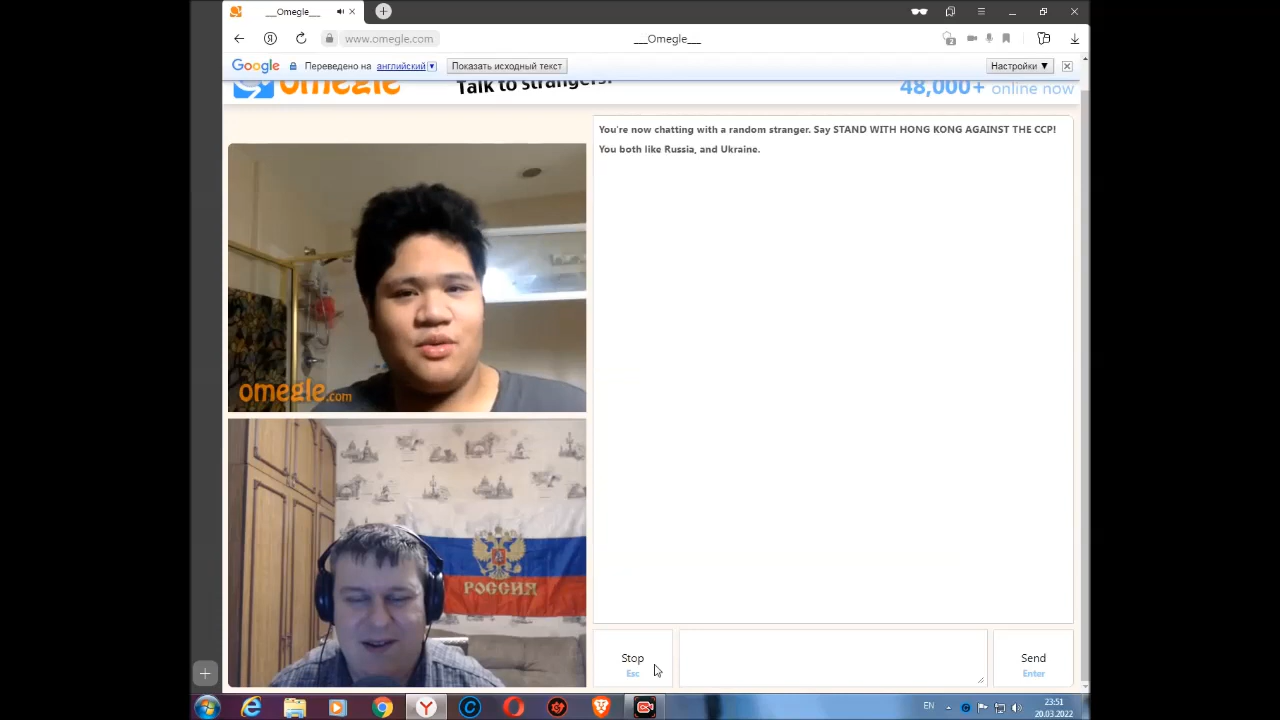 __Omegle__
www.omegle.com
__Omegle__
Google Переведено на английский Показать исходный текст Настройки ▼
omegle Talk to strangers! 48,000+ online now
You're now chatting with a random stranger. Say STAND WITH HONG KONG AGAINST THE CCP!
You both like Russia, and Ukraine.
omegle.com
РОССИЯ
Stop
Esc
Send
Enter
EN
23:51
20.03.2022